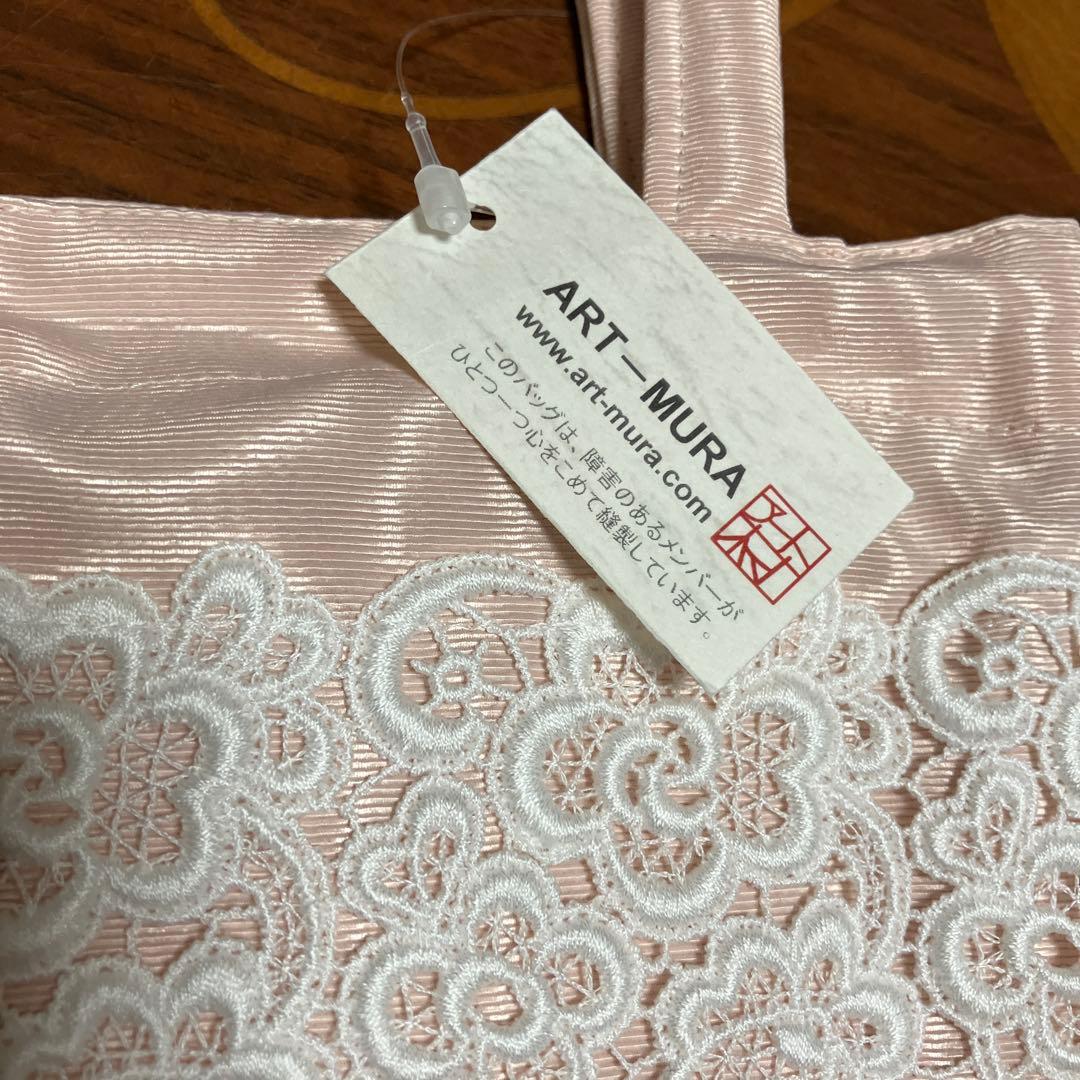 ART－MURA
www.art-mura.com
このバッグは、障害のあるメンバーが
ひとつ一つ心をこめて縫製しています。